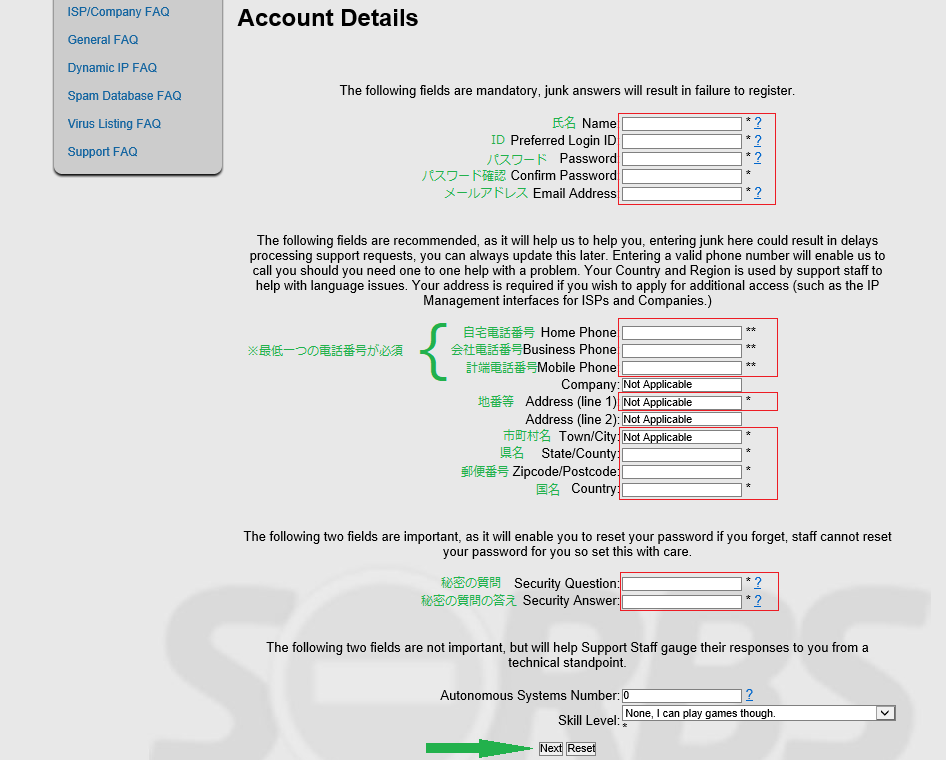 ISP/Company FAQ
General FAQ
Dynamic IP FAQ
Spam Database FAQ
Virus Listing FAQ
Support FAQ
Account Details
The following fields are mandatory, junk answers will result in failure to register.
氏名 Name * ?
ID Preferred Login ID * ?
パスワード Password * ?
パスワード確認 Confirm Password *
メールアドレス Email Address * ?
The following fields are recommended, as it will help us to help you, entering junk here could result in delays
processing support requests, you can always update this later. Entering a valid phone number will enable us to
call you should you need one to one help with a problem. Your Country and Region is used by support staff to
help with language issues. Your address is required if you wish to apply for additional access (such as the IP
Management interfaces for ISPs and Companies.)
自宅電話番号 Home Phone **
※最低一つの電話番号が必須 { 会社電話番号Business Phone **
計端電話番号Mobile Phone **
Company: Not Applicable
地番等 Address (line 1) Not Applicable *
Address (line 2): Not Applicable
市町村名 Town/City: Not Applicable *
県名 State/County: *
郵便番号 Zipcode/Postcode: *
国名 Country: *
The following two fields are important, as it will enable you to reset your password if you forget, staff cannot reset
your password for you so set this with care.
秘密の質問 Security Question: * ?
秘密の質問の答え Security Answer: * ?
The following two fields are not important, but will help Support Staff gauge their responses to you from a
technical standpoint.
Autonomous Systems Number: 0 ?
Skill Level: None, I can play games though.
*
Next Reset
SORBS